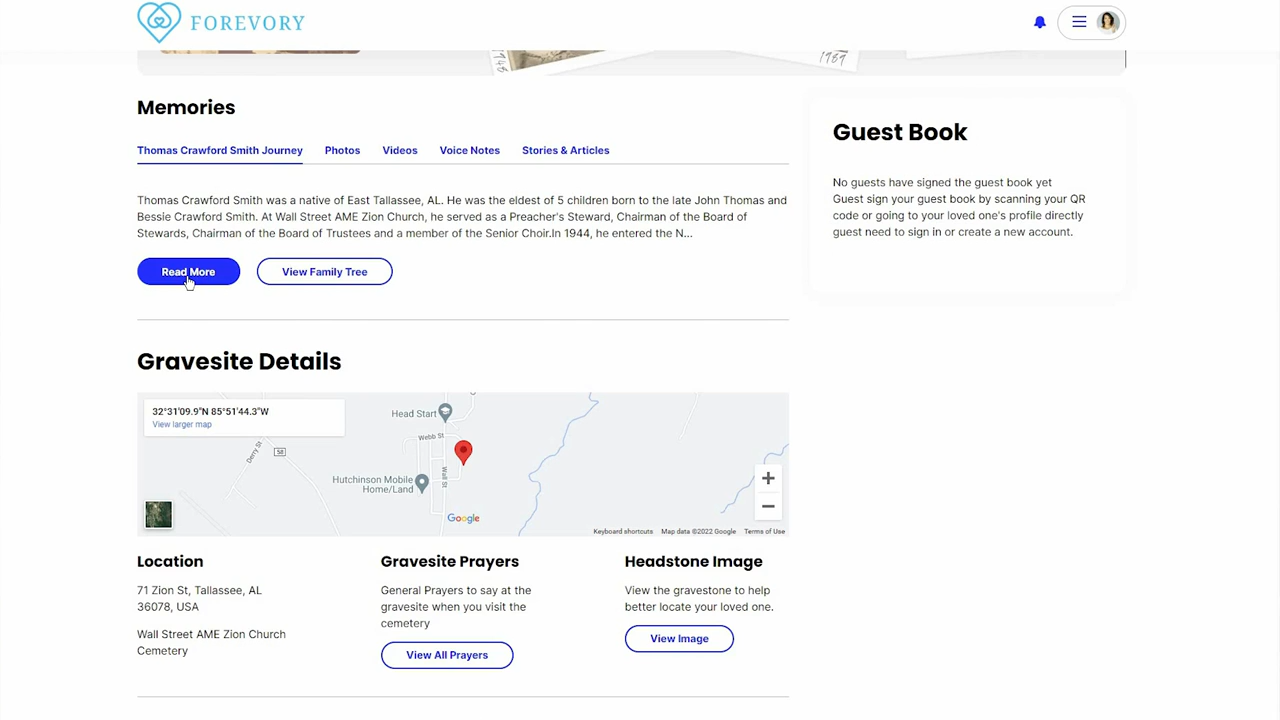 FOREVORY
1789
Memories
Thomas Crawford Smith Journey
Photos
Videos
Voice Notes
Stories & Articles
Thomas Crawford Smith was a native of East Tallassee, AL. He was the eldest of 5 children born to the late John Thomas and
Bessie Crawford Smith. At Wall Street AME Zion Church, he served as a Preacher's Steward, Chairman of the Board of
Stewards, Chairman of the Board of Trustees and a member of the Senior Choir.In 1944, he entered the N...
Read More
View Family Tree
Guest Book
No guests have signed the guest book yet
Guest sign your guest book by scanning your QR
code or going to your loved one's profile directly
guest need to sign in or create a new account.
Gravesite Details
32°31'09.9"N 85°51'44.3"W
View larger map
Head Start
Webb St
Derry St
58
Hutchinson Mobile
Home/Land
Wall St
Google
Keyboard shortcuts
Map data ©2022 Google
Terms of Use
Location
71 Zion St, Tallassee, AL
36078, USA
Wall Street AME Zion Church
Cemetery
Gravesite Prayers
General Prayers to say at the
gravesite when you visit the
cemetery
View All Prayers
Headstone Image
View the gravestone to help
better locate your loved one.
View Image